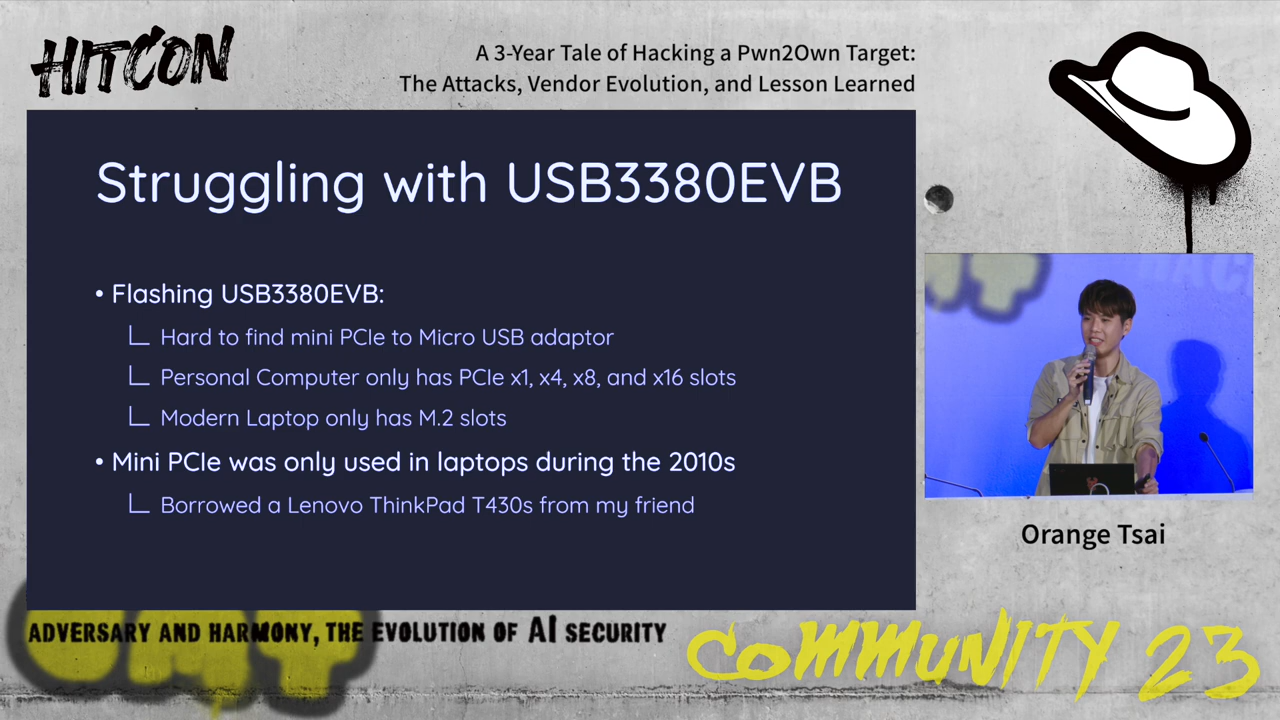 HITCON
A 3-Year Tale of Hacking a Pwn2Own Target:
The Attacks, Vendor Evolution, and Lesson Learned
Struggling with USB3380EVB
• Flashing USB3380EVB:
Hard to find mini PCIe to Micro USB adaptor
Personal Computer only has PCIe x1, x4, x8, and x16 slots
Modern Laptop only has M.2 slots
• Mini PCIe was only used in laptops during the 2010s
Borrowed a Lenovo ThinkPad T430s from my friend
Orange Tsai
ADVERSARY AND HARMONY, THE EVOLUTION OF AI SECURITY
COMMUNITY 23